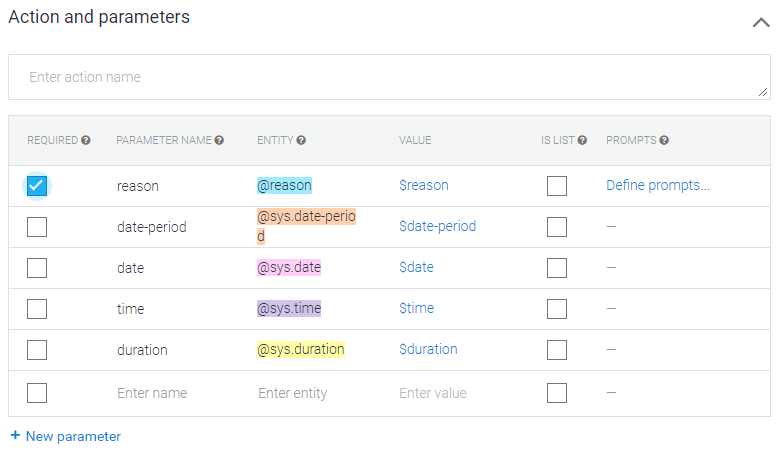 Action and parameters
Enter action name
REQUIRED ? PARAMETER NAME ? ENTITY ? VALUE IS LIST ? PROMPTS ?
reason @reason $reason Define prompts...
date-period @sys.date-perio
d $date-period —
date @sys.date $date —
time @sys.time $time —
duration @sys.duration $duration —
Enter name Enter entity Enter value —
+ New parameter